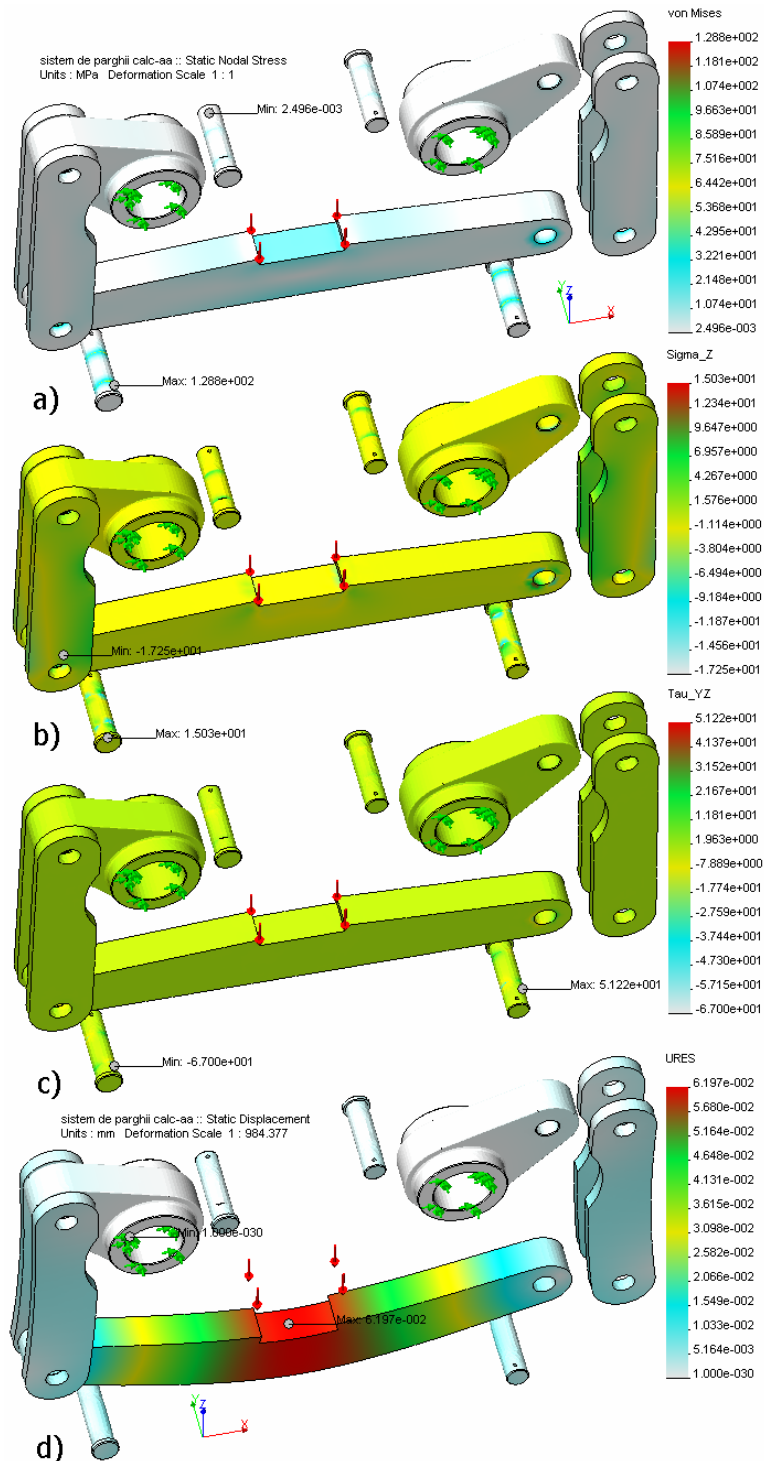 von Mises
sistem de parghii calc-aa :: Static Nodal Stress
Units : MPa Deformation Scale 1 : 1
Min: 2.496e-003
1.288e+002
1.181e+002
1.074e+002
9.663e+001
8.589e+001
7.516e+001
6.442e+001
5.368e+001
4.295e+001
3.221e+001
2.148e+001
1.074e+001
2.496e-003
Z
Y
X
Max: 1.288e+002
a)
Sigma_Z
1.503e+001
1.234e+001
9.647e+000
6.957e+000
4.267e+000
1.576e+000
-1.114e+000
-3.804e+000
-6.494e+000
-9.184e+000
-1.187e+001
-1.456e+001
-1.725e+001
Min: -1.725e+001
Max: 1.503e+001
b)
Tau_YZ
5.122e+001
4.137e+001
3.152e+001
2.167e+001
1.181e+001
1.963e+000
-7.889e+000
-1.774e+001
-2.759e+001
-3.744e+001
-4.730e+001
-5.715e+001
-6.700e+001
Max: 5.122e+001
Min: -6.700e+001
c)
URES
sistem de parghii calc-aa :: Static Displacement
Units : mm Deformation Scale 1 : 984.377
6.197e-002
5.680e-002
5.164e-002
4.648e-002
4.131e-002
3.615e-002
3.098e-002
2.582e-002
2.066e-002
1.549e-002
1.033e-002
5.164e-003
1.000e-030
Min: 1.000e-030
Max: 6.197e-002
Y
Z
X
d)